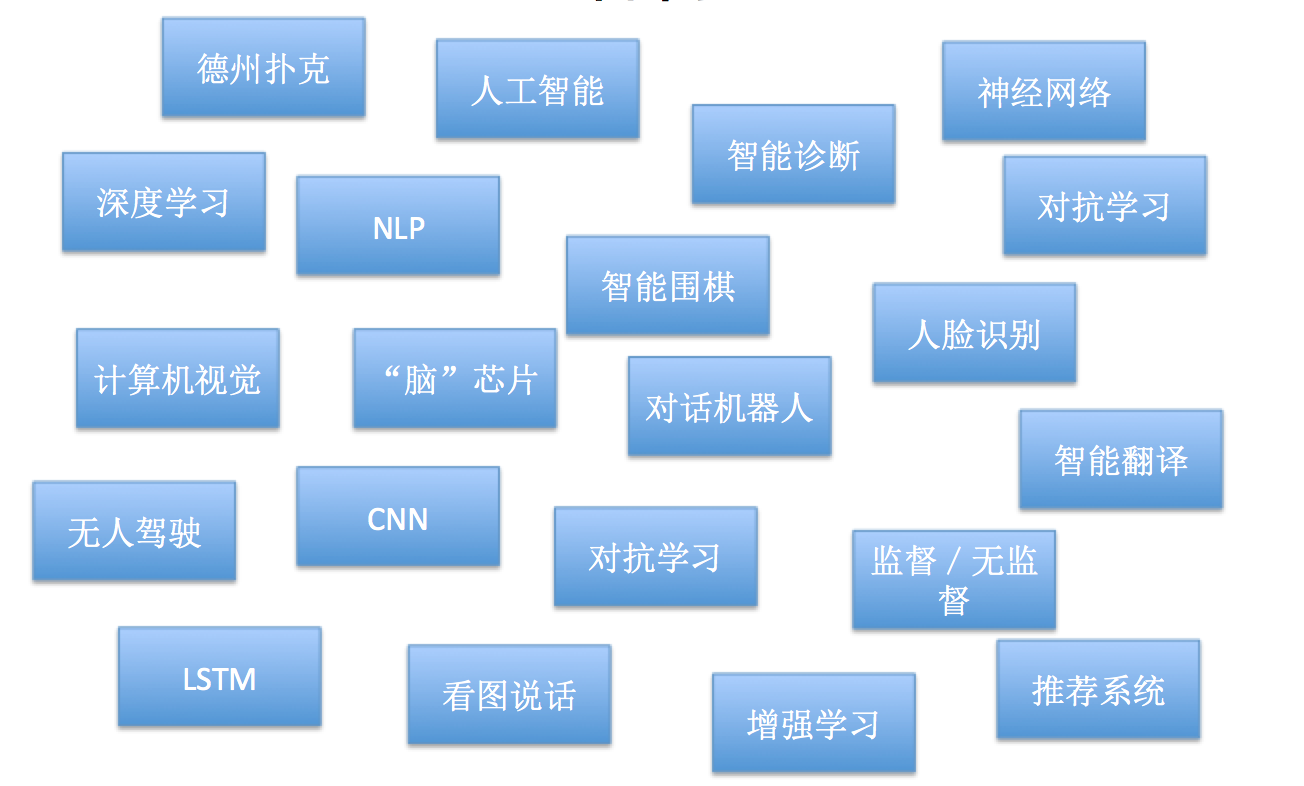 德州扑克
人工智能
神经网络
智能诊断
深度学习
NLP
对抗学习
智能围棋
人脸识别
计算机视觉
“脑”芯片
对话机器人
智能翻译
无人驾驶
CNN
对抗学习
监督／无监
督
LSTM
看图说话
增强学习
推荐系统